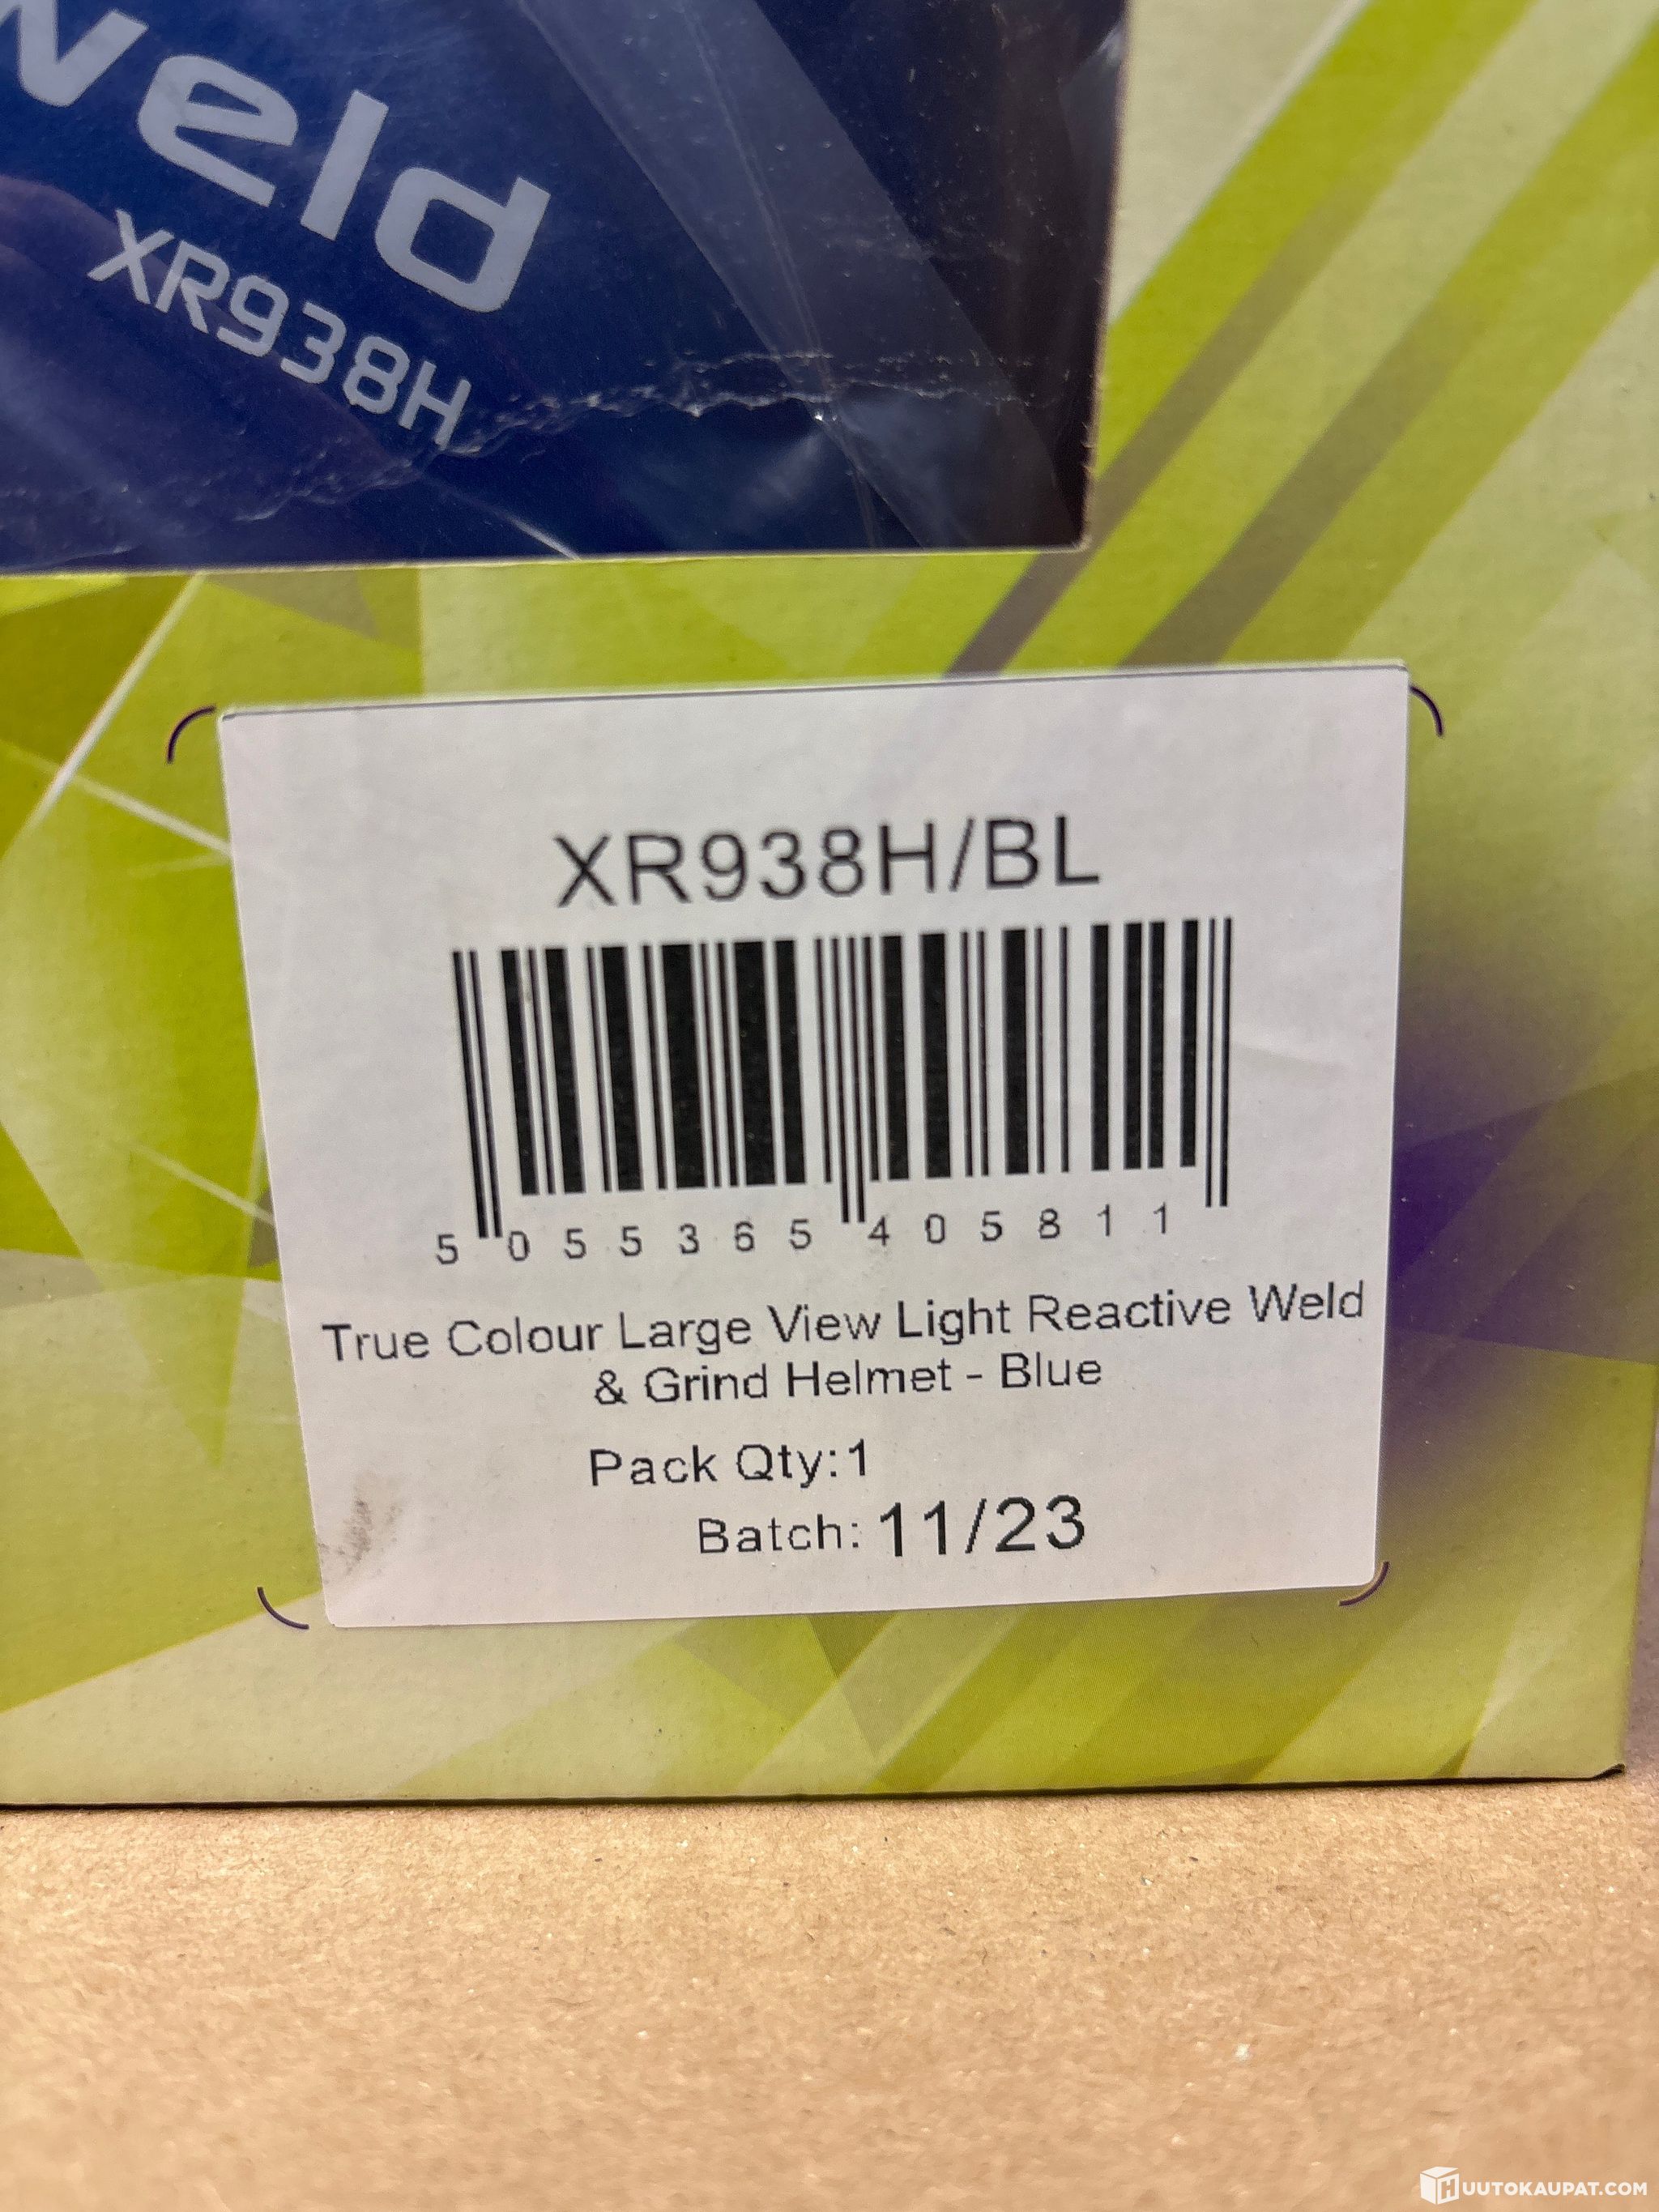 weld
XR938H
XR938H/BL
5 055365 405811
True Colour Large View Light Reactive Weld
& Grind Helmet - Blue
Pack Qty:1
Batch: 11/23
HUUTOKAUPAT.COM